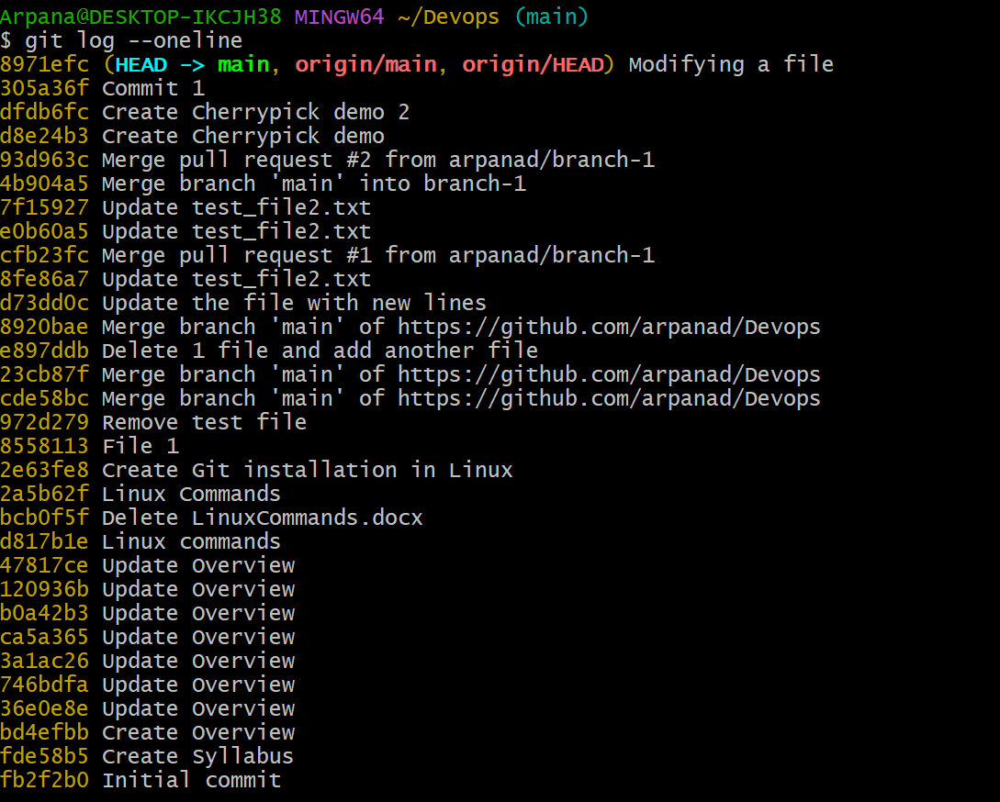 Arpana@DESKTOP-IKCJH38 MINGW64 ~/Devops (main)
$ git log --oneline
8971efc (HEAD -> main, origin/main, origin/HEAD) Modifying a file
305a36f Commit 1
dfdb6fc Create Cherrypick demo 2
d8e24b3 Create Cherrypick demo
93d963c Merge pull request #2 from arpanad/branch-1
4b904a5 Merge branch 'main' into branch-1
7f15927 Update test_file2.txt
e0b60a5 Update test_file2.txt
cfb23fc Merge pull request #1 from arpanad/branch-1
8fe86a7 Update test_file2.txt
d73dd0c Update the file with new lines
8920bae Merge branch 'main' of https://github.com/arpanad/Devops
e897ddb Delete 1 file and add another file
23cb87f Merge branch 'main' of https://github.com/arpanad/Devops
cde58bc Merge branch 'main' of https://github.com/arpanad/Devops
972d279 Remove test file
8558113 File 1
2e63fe8 Create Git installation in Linux
2a5b62f Linux Commands
bcb0f5f Delete LinuxCommands.docx
d817b1e Linux commands
47817ce Update Overview
120936b Update Overview
b0a42b3 Update Overview
ca5a365 Update Overview
3a1ac26 Update Overview
746bdfa Update Overview
36e0e8e Update Overview
bd4efbb Create Overview
fde58b5 Create Syllabus
fb2f2b0 Initial commit